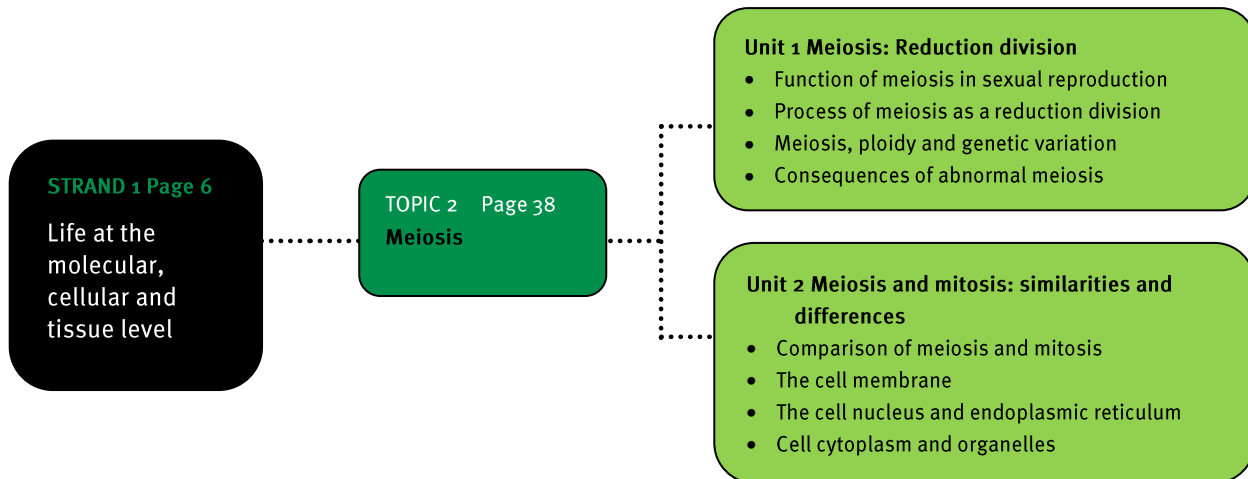 STRAND 1 Page 6
Life at the
molecular,
cellular and
tissue level
TOPIC 2 Page 38
Meiosis
Unit 1 Meiosis: Reduction division
• Function of meiosis in sexual reproduction
• Process of meiosis as a reduction division
• Meiosis, ploidy and genetic variation
• Consequences of abnormal meiosis
Unit 2 Meiosis and mitosis: similarities and
differences
• Comparison of meiosis and mitosis
• The cell membrane
• The cell nucleus and endoplasmic reticulum
• Cell cytoplasm and organelles